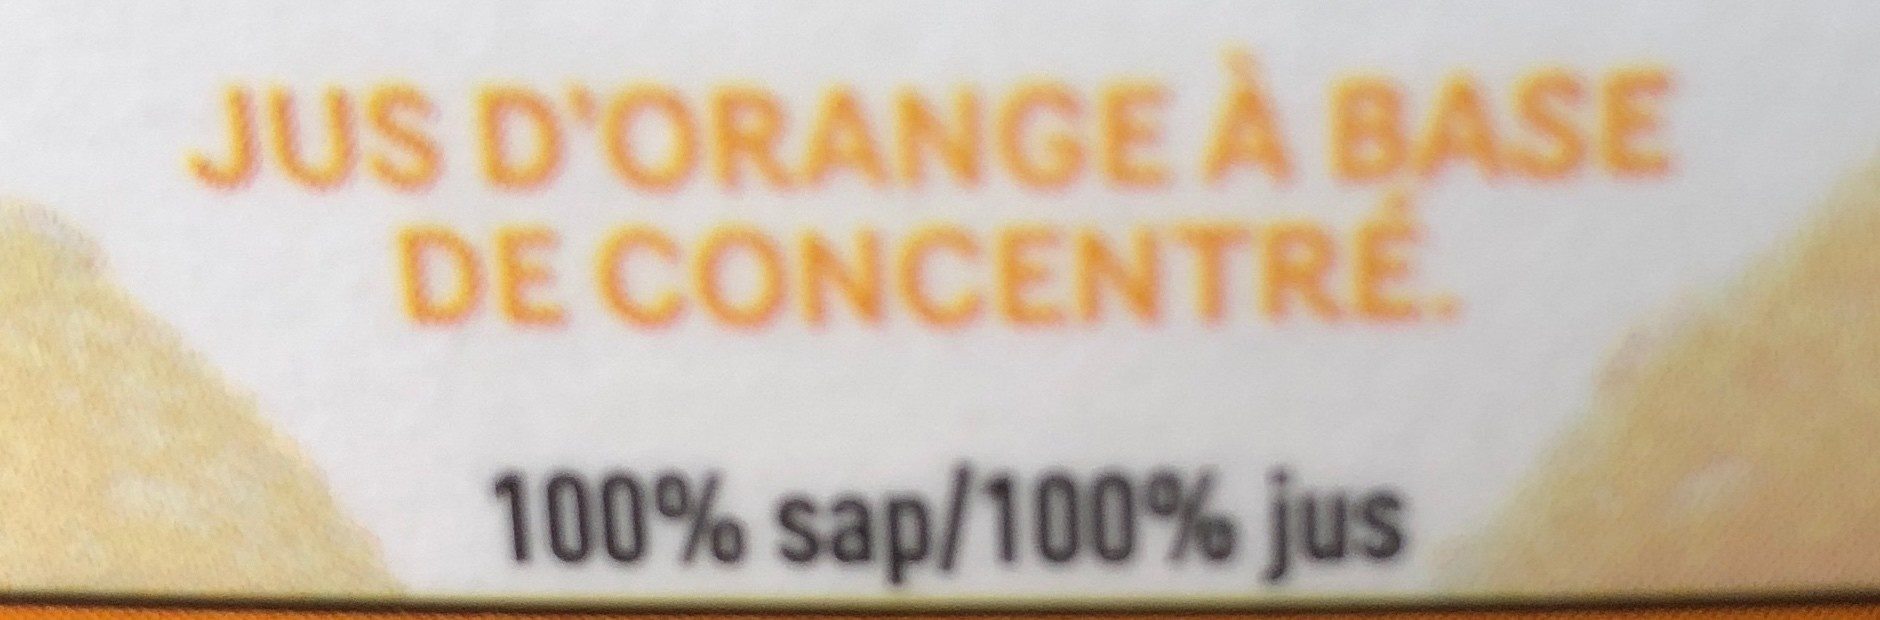 JUS D'ORANGE À BASE
DE CONCENTRÉ.
100% sap/100% jus